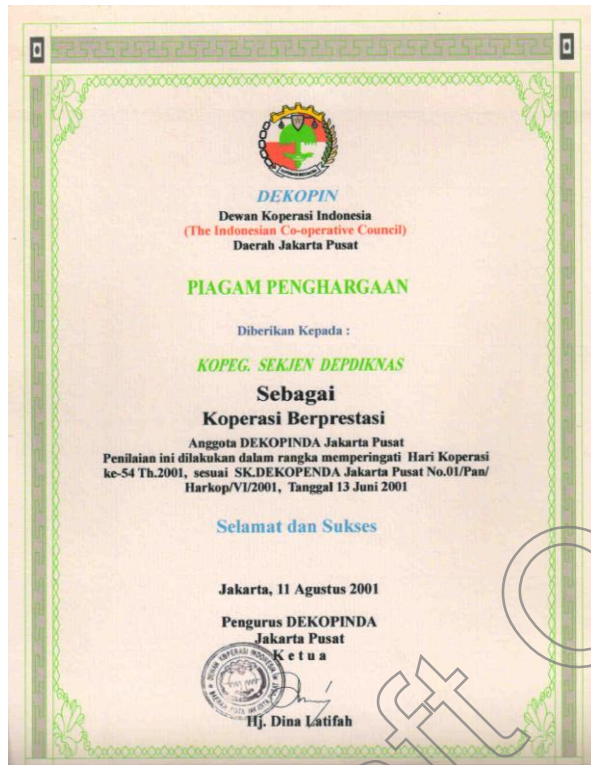 DEKOPIN
Dewan Koperasi Indonesia
(The Indonesian Co-operative Council)
Daerah Jakarta Pusat
PIAGAM PENGHARGAAN
Diberikan Kepada :
KOPEG. SEKJEN DEPDIKNAS
Sebagai
Koperasi Berprestasi
Anggota DEKOPINDA Jakarta Pusat
Penilaian ini dilakukan dalam rangka memperingati Hari Koperasi
ke-54 Th.2001, sesuai SK.DEKOPENDA Jakarta Pusat No.01/Pan/
Harkop/VI/2001, Tanggal 13 Juni 2001
Selamat dan Sukses
Jakarta, 11 Agustus 2001
Pengurus DEKOPINDA
Jakarta Pusat
K e t u a
DEWAN KOPERASI INDONESIA
Hj. Dina Latifah